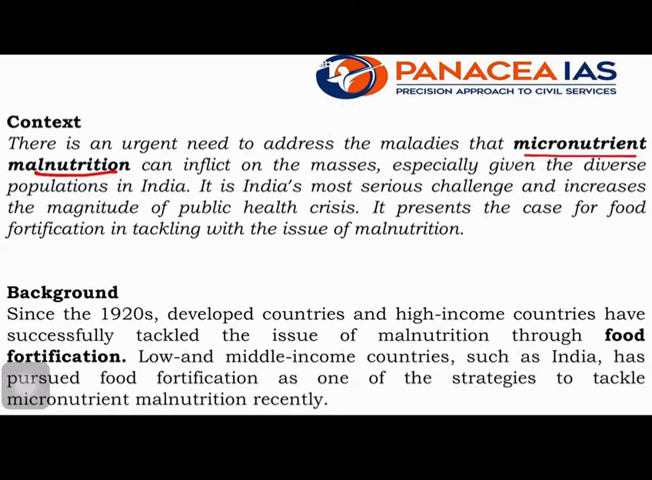 PANACEA IAS
PRECISION APPROACH TO CIVIL SERVICES
Context
There is an urgent need to address the maladies that micronutrient
malnutrition can inflict on the masses, especially given the diverse
populations in India. It is India's most serious challenge and increases
the magnitude of public health crisis. It presents the case for food
fortification in tackling with the issue of malnutrition.
Background
Since the 1920s, developed countries and high-income countries have
successfully tackled the issue of malnutrition through food
fortification. Low-and middle-income countries, such as India, has
pursued food fortification as one of the strategies to tackle
micronutrient malnutrition recently.